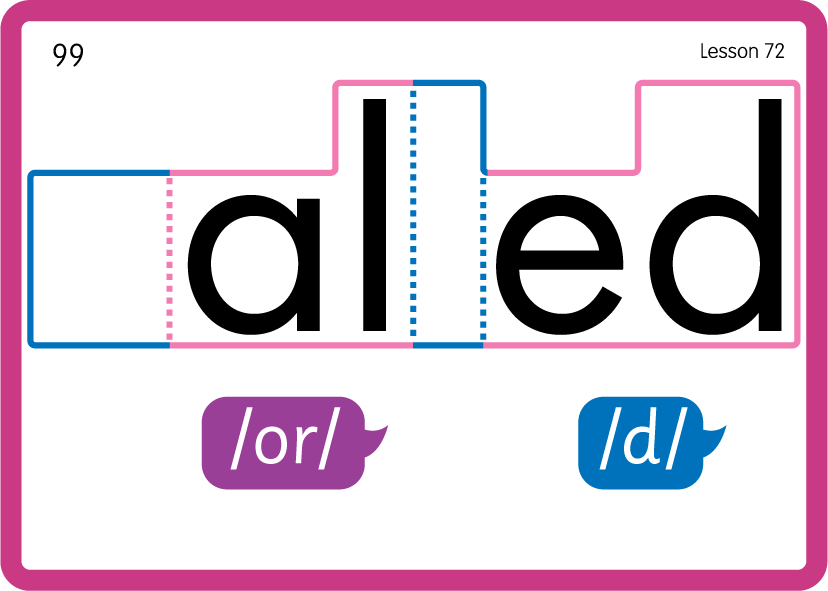 99 Lesson 72
al ed
/or/ /d/